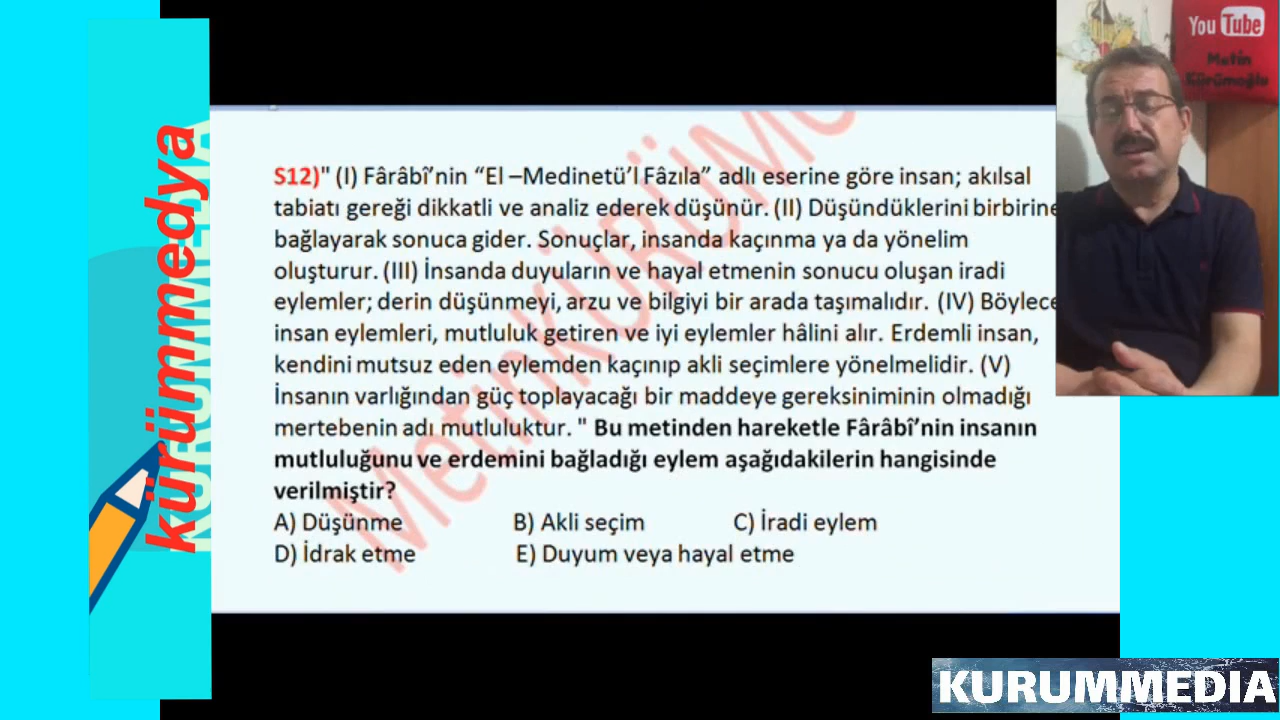 kürümmedya
S12)" (I) Fârâbî’nin “El –Medinetü’l Fâzıla” adlı eserine göre insan; akılsal
tabiatı gereği dikkatli ve analiz ederek düşünür. (II) Düşündüklerini birbirine
bağlayarak sonuca gider. Sonuçlar, insanda kaçınma ya da yönelim
oluşturur. (III) İnsanda duyuların ve hayal etmenin sonucu oluşan iradi
eylemler; derin düşünmeyi, arzu ve bilgiyi bir arada taşımalıdır. (IV) Böylece
insan eylemleri, mutluluk getiren ve iyi eylemler hâlini alır. Erdemli insan,
kendini mutsuz eden eylemden kaçınıp akli seçimlere yönelmelidir. (V)
İnsanın varlığından güç toplayacağı bir maddeye gereksiniminin olmadığı
mertebenin adı mutluluktur. " Bu metinden hareketle Fârâbî’nin insanın
mutluluğunu ve erdemini bağladığı eylem aşağıdakilerin hangisinde
verilmiştir?
A) Düşünme B) Akli seçim C) İradi eylem
D) İdrak etme E) Duyum veya hayal etme
You Tube
Metin
Kürümoğlu
KURUMMEDIA